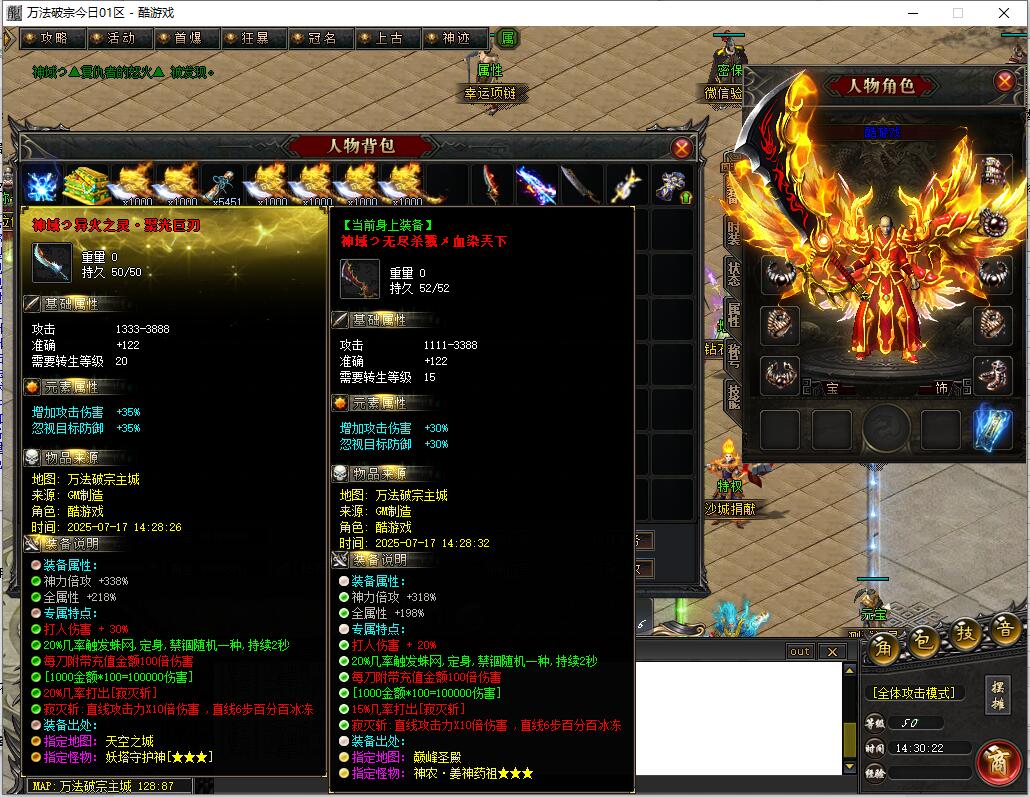 万法破宗今日01区 - 酷游戏
攻略
活动
首爆
狂暴
冠名
上古
神迹
属
神域つ▲复仇者的怒火▲ 被发现。
属性
幸运项链
密保
微信验
人物背包
x1000
x1000
x5451
x1000
x1000
x1000
x1000
神域つ异火之灵·聚光巨刃
重量 0
持久 50/50
基础属性
攻击 1333-3888
准确 +122
需要转生等级 20
元素属性
增加攻击伤害 +35%
忽视目标防御 +35%
物品来源
地图: 万法破宗主城
来源: GM制造
角色: 酷游戏
时间: 2025-07-17 14:28:26
装备说明
装备属性:
神力倍攻 +338%
全属性 +218%
专属特点:
打人伤害 + 30%
20%几率触发蛛网,定身,禁锢随机一种,持续2秒
每刀附带充值金额100倍伤害
[1000金额*100=100000伤害]
20%几率打出[寂灭斩]
寂灭斩:直线攻击力X10倍伤害 ,直线6步百分百冰冻
装备出处:
指定地图: 天空之城
指定怪物: 妖塔守护神[★★★]
【当前身上装备】
神域つ无尽杀戮メ血染天下
重量 0
持久 52/52
基础属性
攻击 1111-3388
准确 +122
需要转生等级 15
元素属性
增加攻击伤害 +30%
忽视目标防御 +30%
物品来源
地图: 万法破宗主城
来源: GM制造
角色: 酷游戏
时间: 2025-07-17 14:28:32
装备说明
装备属性:
神力倍攻 +318%
全属性 +198%
专属特点:
打人伤害 + 20%
20%几率触发蛛网,定身,禁锢随机一种,持续2秒
每刀附带充值金额100倍伤害
[1000金额*100=100000伤害]
15%几率打出[寂灭斩]
寂灭斩:直线攻击力X10倍伤害 ,直线6步百分百冰冻
装备出处:
指定地图: 巅峰圣殿
指定怪物: 神农·姜神药祖★★★
人物角色
酷游戏
时装
状态
属性
称号
技能
宝
饰
钻石
特权
沙城捐献
元宝
out
X
角
包
技
音
[全体攻击模式]
摆摊
等级 50
时间 14:30:22
经验
商
MAP: 万法破宗主城 128:87